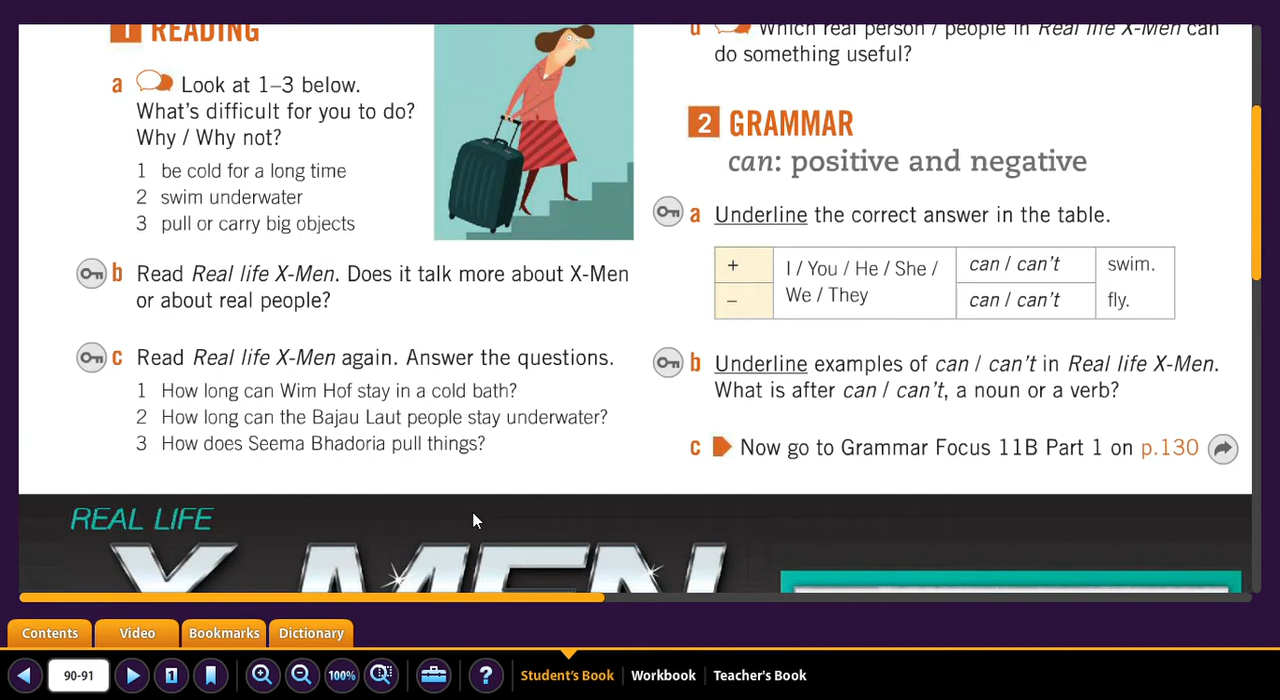 1 READING
a Look at 1–3 below.
What's difficult for you to do?
Why / Why not?
1 be cold for a long time
2 swim underwater
3 pull or carry big objects
b Read Real life X-Men. Does it talk more about X-Men
or about real people?
c Read Real life X-Men again. Answer the questions.
1 How long can Wim Hof stay in a cold bath?
2 How long can the Bajau Laut people stay underwater?
3 How does Seema Bhadoria pull things?
d Which real person / people in Real life X-Men can
do something useful?
2 GRAMMAR
can: positive and negative
a Underline the correct answer in the table.
+ I / You / He / She / can / can't swim.
– We / They can / can't fly.
b Underline examples of can / can't in Real life X-Men.
What is after can / can't, a noun or a verb?
c Now go to Grammar Focus 11B Part 1 on p.130
REAL LIFE
X-MEN
Contents Video Bookmarks Dictionary
90-91 1 100% ? Student's Book Workbook Teacher's Book